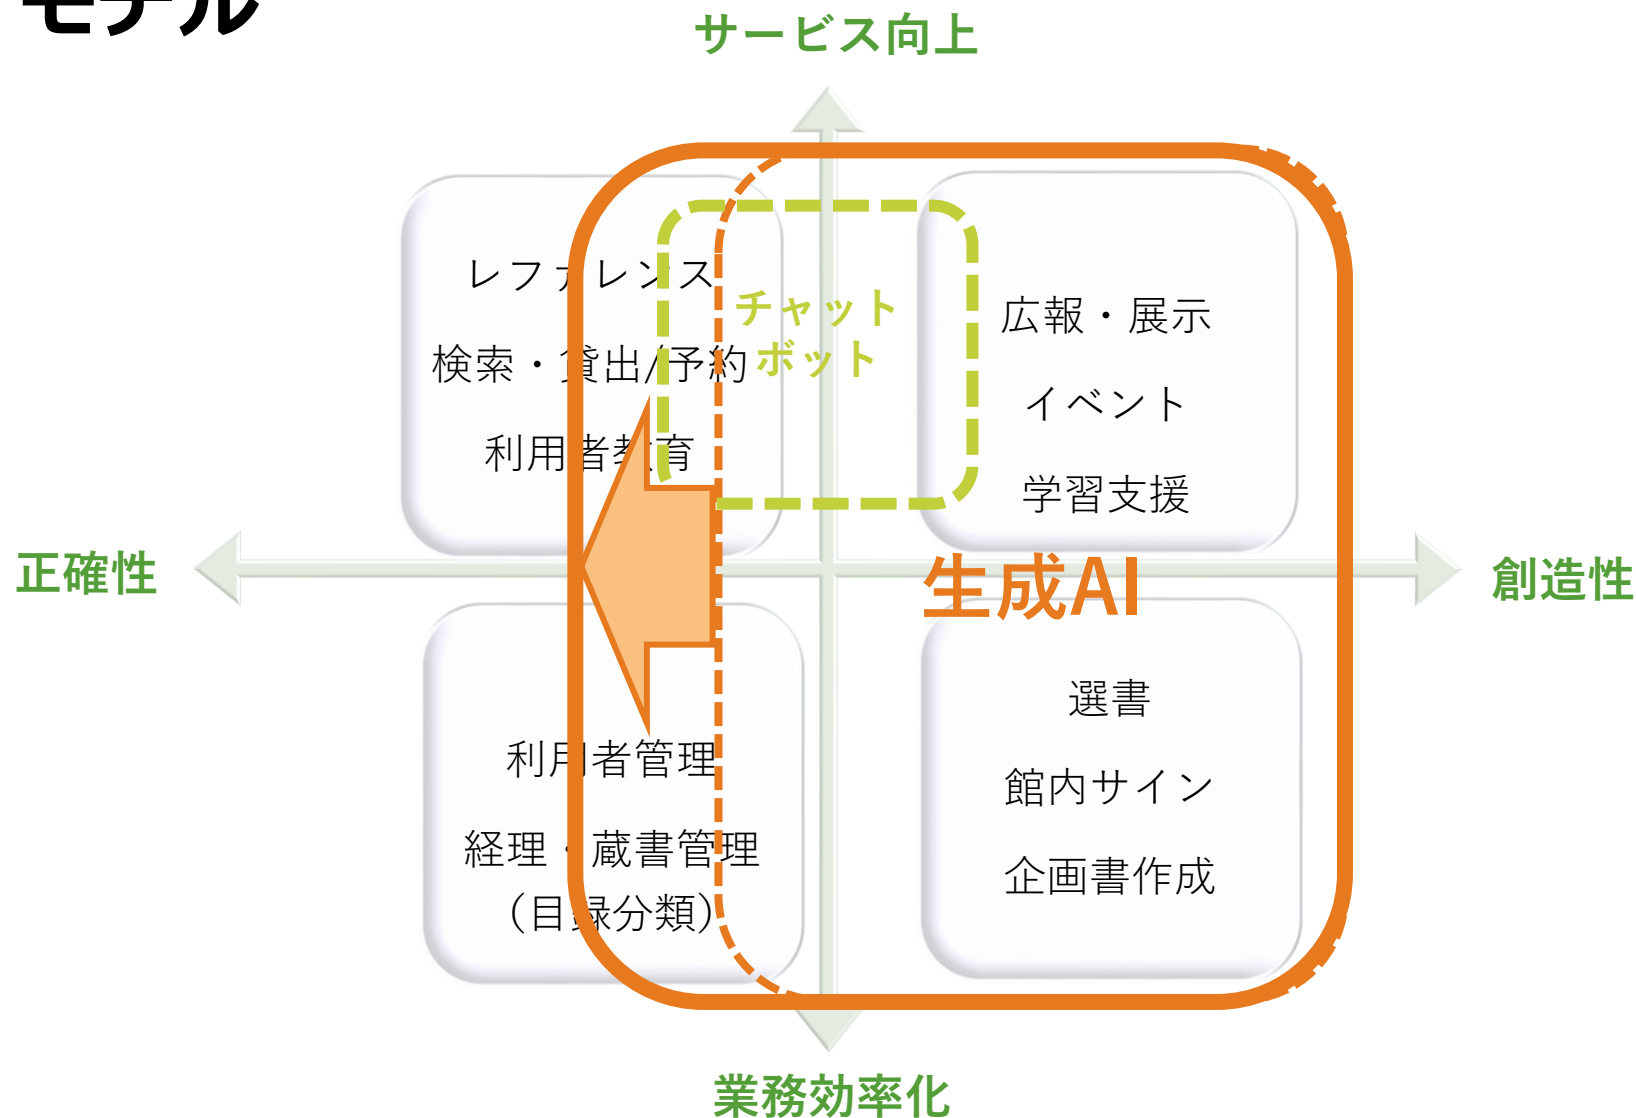 モデル
サービス向上
レファレンス
検索・貸出/予約
利用者教育
チャット
ボット
広報・展示
イベント
学習支援
正確性
生成AI
創造性
利用者管理
経理・蔵書管理
（目録分類）
選書
館内サイン
企画書作成
業務効率化